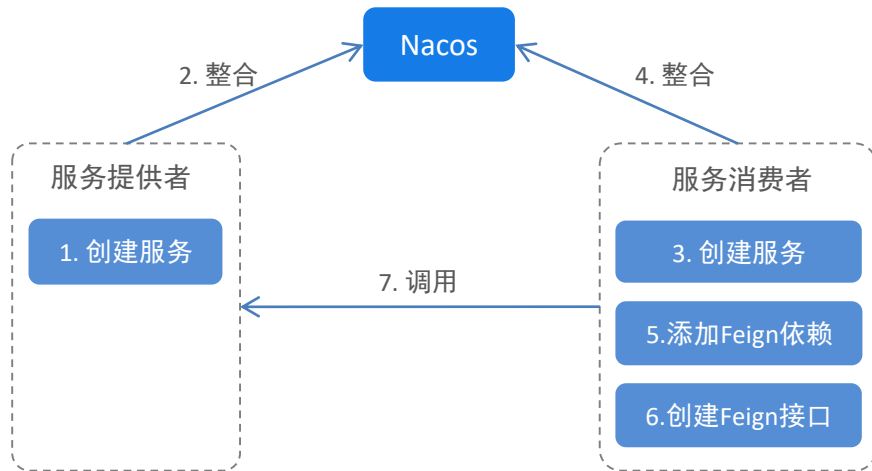 Nacos
2. 整合
4. 整合
服务提供者
服务消费者
1. 创建服务
3. 创建服务
7. 调用
5.添加Feign依赖
6.创建Feign接口